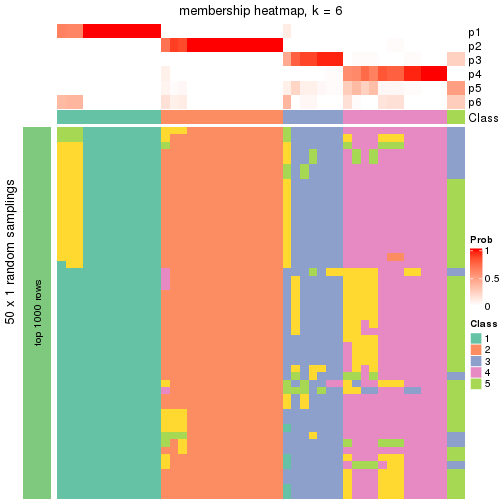 membership heatmap, k = 6
p1
p2
p3
p4
p5
p6
Class
50 x 1 random samplings
top 1000 rows
Prob
1
0.5
0
Class
1
2
3
4
5